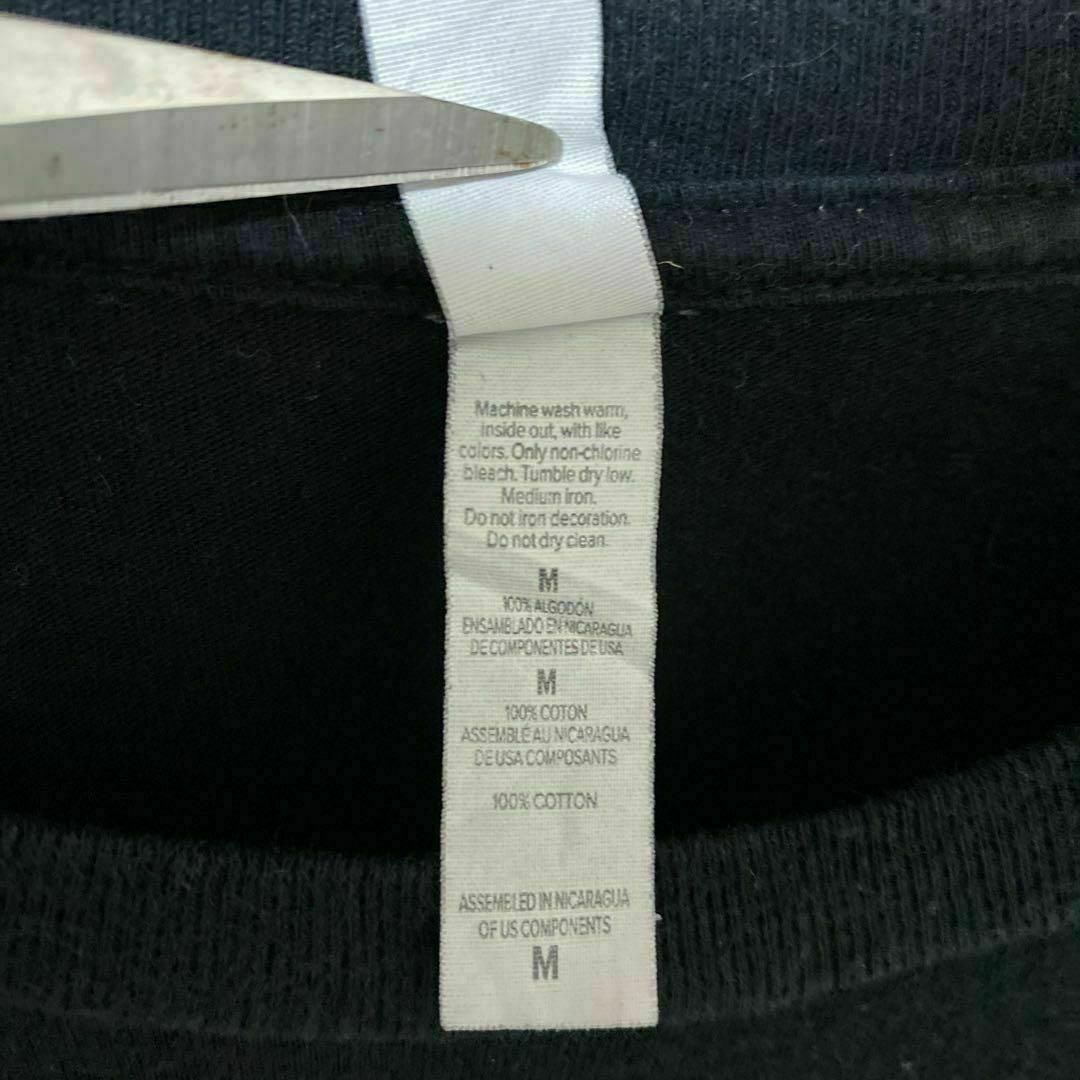 Machine wash warm,
inside out, with like
colors. Only non-chlorine
bleach. Tumble dry low.
Medium iron.
Do not iron decoration.
Do not dry clean.
M
100% ALGODÓN
ENSAMBLADO EN NICARAGUA
DE COMPONENTES DE USA
M
100% COTON
ASSEMBLÉ AU NICARAGUA
DE USA COMPOSANTS
100% COTTON
ASSEMBLED IN NICARAGUA
OF US COMPONENTS
M